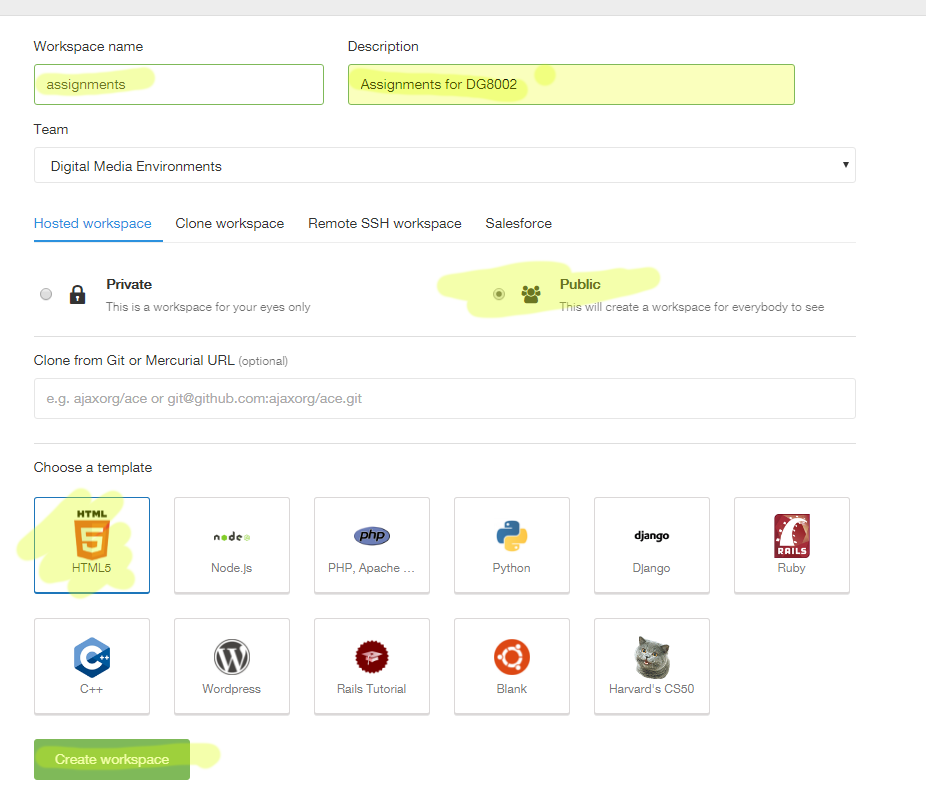 Workspace name Description
assignments Assignments for DG8002
Team
Digital Media Environments
Hosted workspace Clone workspace Remote SSH workspace Salesforce
Private Public
This is a workspace for your eyes only This will create a workspace for everybody to see
Clone from Git or Mercurial URL (optional)
e.g. ajaxorg/ace or git@github.com:ajaxorg/ace.git
Choose a template
HTML
5 node php django RAILS
HTML5 Node.js PHP, Apache ... Python Django Ruby
C++ W
C++ Wordpress Rails Tutorial Blank Harvard's CS50
Create workspace